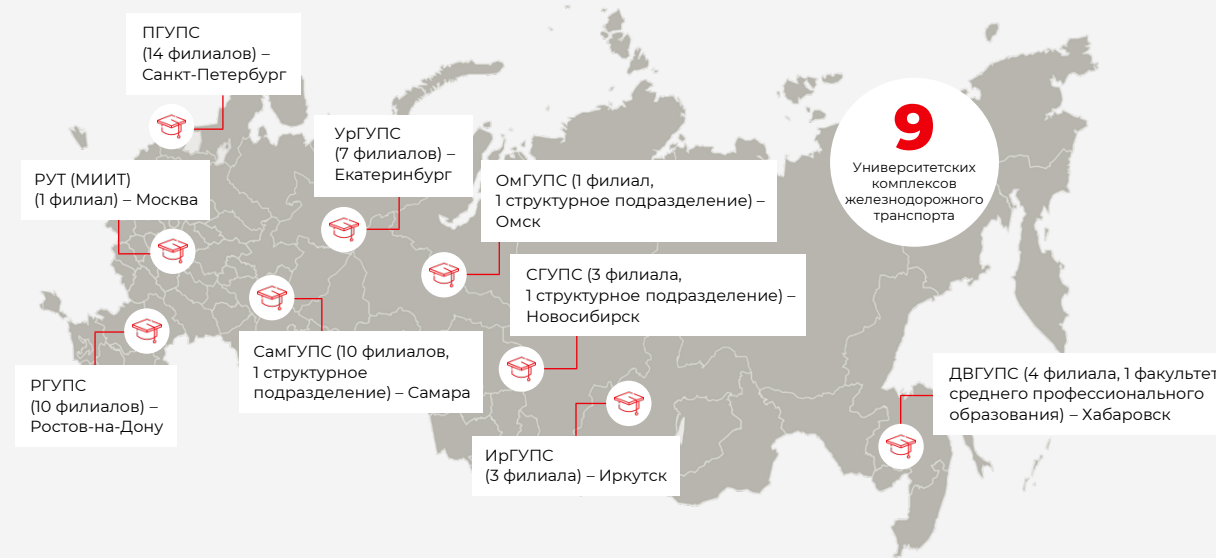 ПГУПС
(14 филиалов) –
Санкт-Петербург
УрГУПС
(7 филиалов) –
Екатеринбург
9
Университетских
комплексов
железнодорожного
транспорта
РУТ (МИИТ)
(1 филиал) – Москва
ОмГУПС (1 филиал,
1 структурное подразделение) –
Омск
СГУПС (3 филиала,
1 структурное подразделение) –
Новосибирск
СамГУПС (10 филиалов,
1 структурное
подразделение) – Самара
РГУПС
(10 филиалов) –
Ростов-на-Дону
ДВГУПС (4 филиала, 1 факультет
среднего профессионального
образования) – Хабаровск
ИрГУПС
(3 филиала) – Иркутск